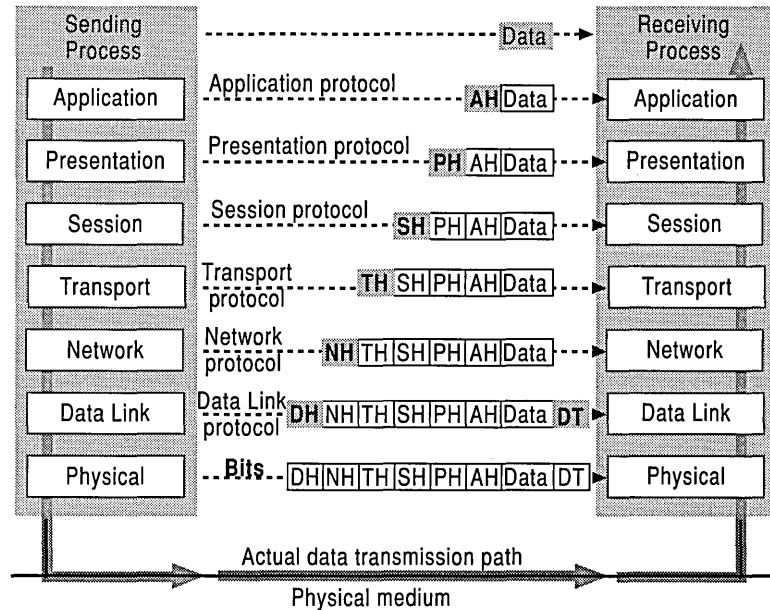 Sending Process
Data
Receiving Process
Application
Application protocol
AH Data
Application
Presentation
Presentation protocol
PH AH Data
Presentation
Session
Session protocol
SH PH AH Data
Session
Transport
Transport protocol
TH SH PH AH Data
Transport
Network
Network protocol
NH TH SH PH AH Data
Network
Data Link
Data Link protocol
DH NH TH SH PH AH Data DT
Data Link
Physical
Bits
DH NH TH SH PH AH Data DT
Physical
Actual data transmission path
Physical medium